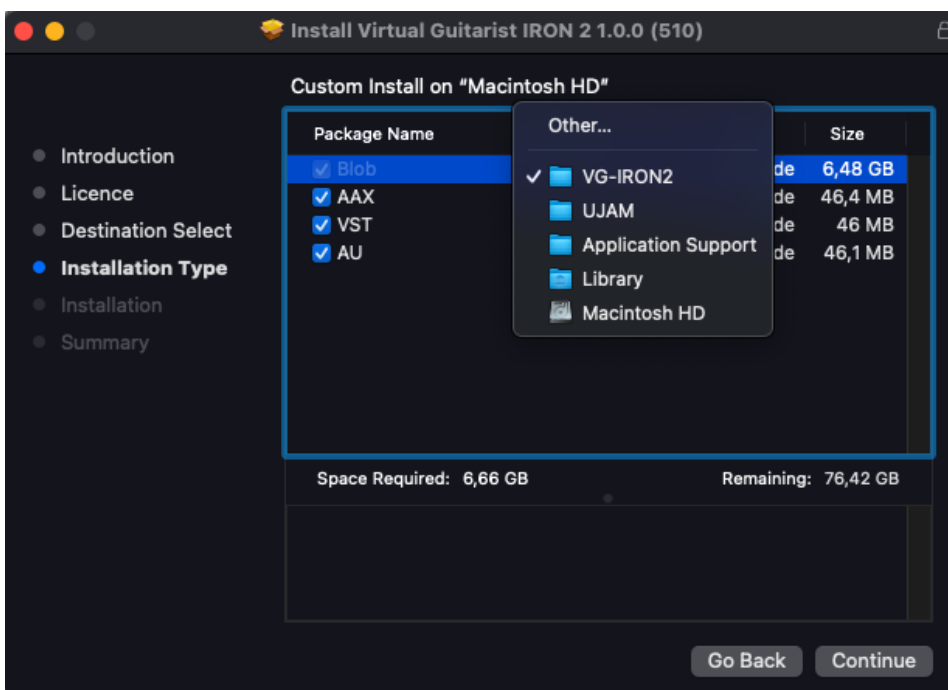 Install Virtual Guitarist IRON 2 1.0.0 (510)
Custom Install on “Macintosh HD”
Introduction
Licence
Destination Select
Installation Type
Installation
Summary
Package Name Size
Blob de 6,48 GB
AAX de 46,4 MB
VST de 46 MB
AU de 46,1 MB
Other...
VG-IRON2
UJAM
Application Support
Library
Macintosh HD
Space Required: 6,66 GB Remaining: 76,42 GB
Go Back Continue